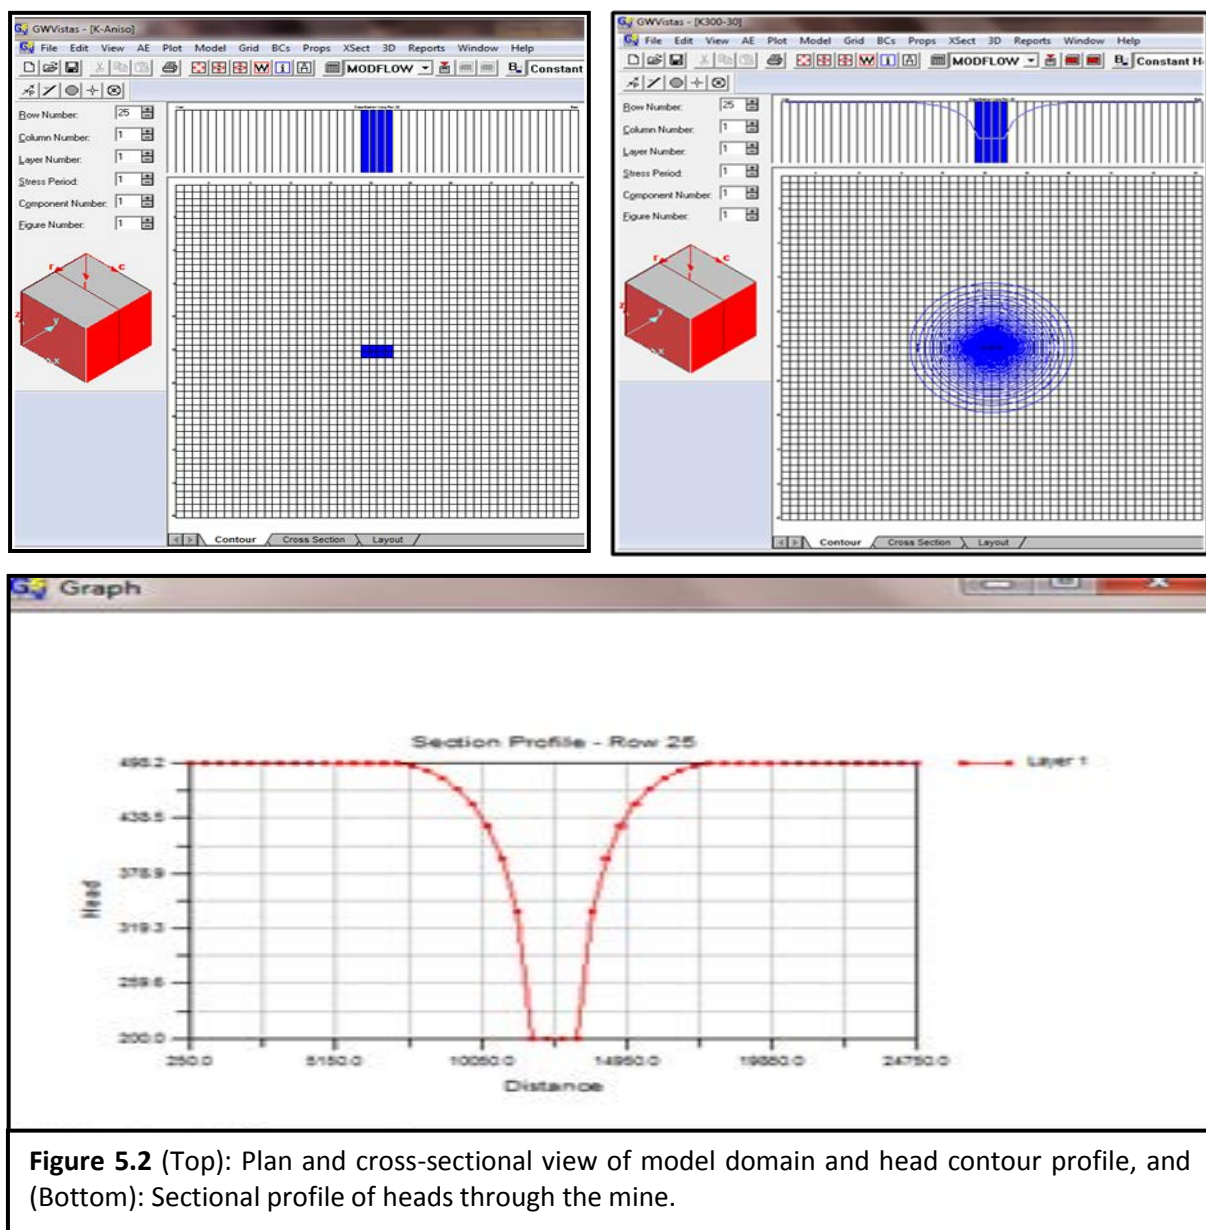 GWVistas - [K-Aniso]
File Edit View AE Plot Model Grid BCs Props XSect 3D Reports Window Help
MODFLOW Constant
Row Number: 25
Column Number: 1
Layer Number: 1
Stress Period: 1
Component Number: 1
Figure Number: 1
r c
z y x
Contour Cross Section Layout
GWVistas - [K300-30]
File Edit View AE Plot Model Grid BCs Props XSect 3D Reports Window Help
MODFLOW Constant H
Row Number: 25
Column Number: 1
Layer Number: 1
Stress Period: 1
Component Number: 1
Figure Number: 1
r c
z y x
Contour Cross Section Layout
Graph
Section Profile - Row 25
Layer 1
438.5
378.9
319.3
259.6
200.0
Head
250.0 5150.0 10050.0 14950.0 19850.0 24750.0
Distance
Figure 5.2 (Top): Plan and cross-sectional view of model domain and head contour profile, and
(Bottom): Sectional profile of heads through the mine.